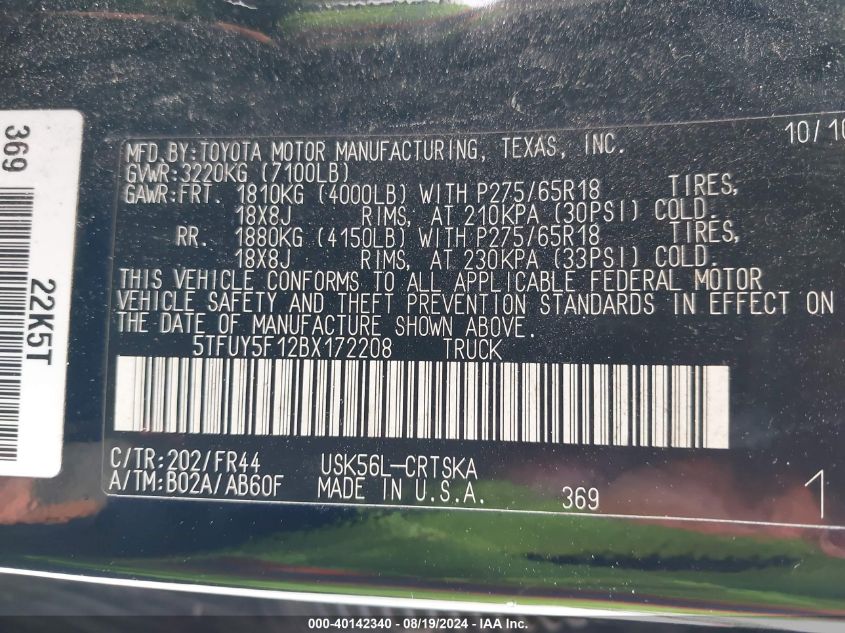 369
22K5T
MFD.BY:TOYOTA MOTOR MANUFACTURING, TEXAS, INC. 10/10
GVWR:3220KG (7100LB)
GAWR:FRT. 1810KG (4000LB) WITH P275/65R18 TIRES,
18X8J RIMS, AT 210KPA (30PSI) COLD.
RR. 1880KG (4150LB) WITH P275/65R18 TIRES,
18X8J RIMS, AT 230KPA (33PSI) COLD.
THIS VEHICLE CONFORMS TO ALL APPLICABLE FEDERAL MOTOR
VEHICLE SAFETY AND THEFT PREVENTION STANDARDS IN EFFECT ON
THE DATE OF MANUFACTURE SHOWN ABOVE.
5TFUY5F12BX172208 TRUCK
C/TR:202/FR44 USK56L-CRTSKA
A/TM:B02A/AB60F MADE IN U.S.A. 369 1
000-40142340 - 08/19/2024 - IAA Inc.